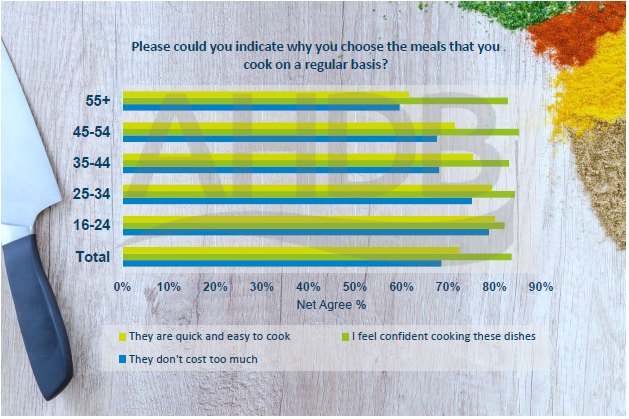 Please could you indicate why you choose the meals that you
cook on a regular basis?
AHDB
55+
45-54
35-44
25-34
16-24
Total
0% 10% 20% 30% 40% 50% 60% 70% 80% 90%
Net Agree %
They are quick and easy to cook
I feel confident cooking these dishes
They don't cost too much